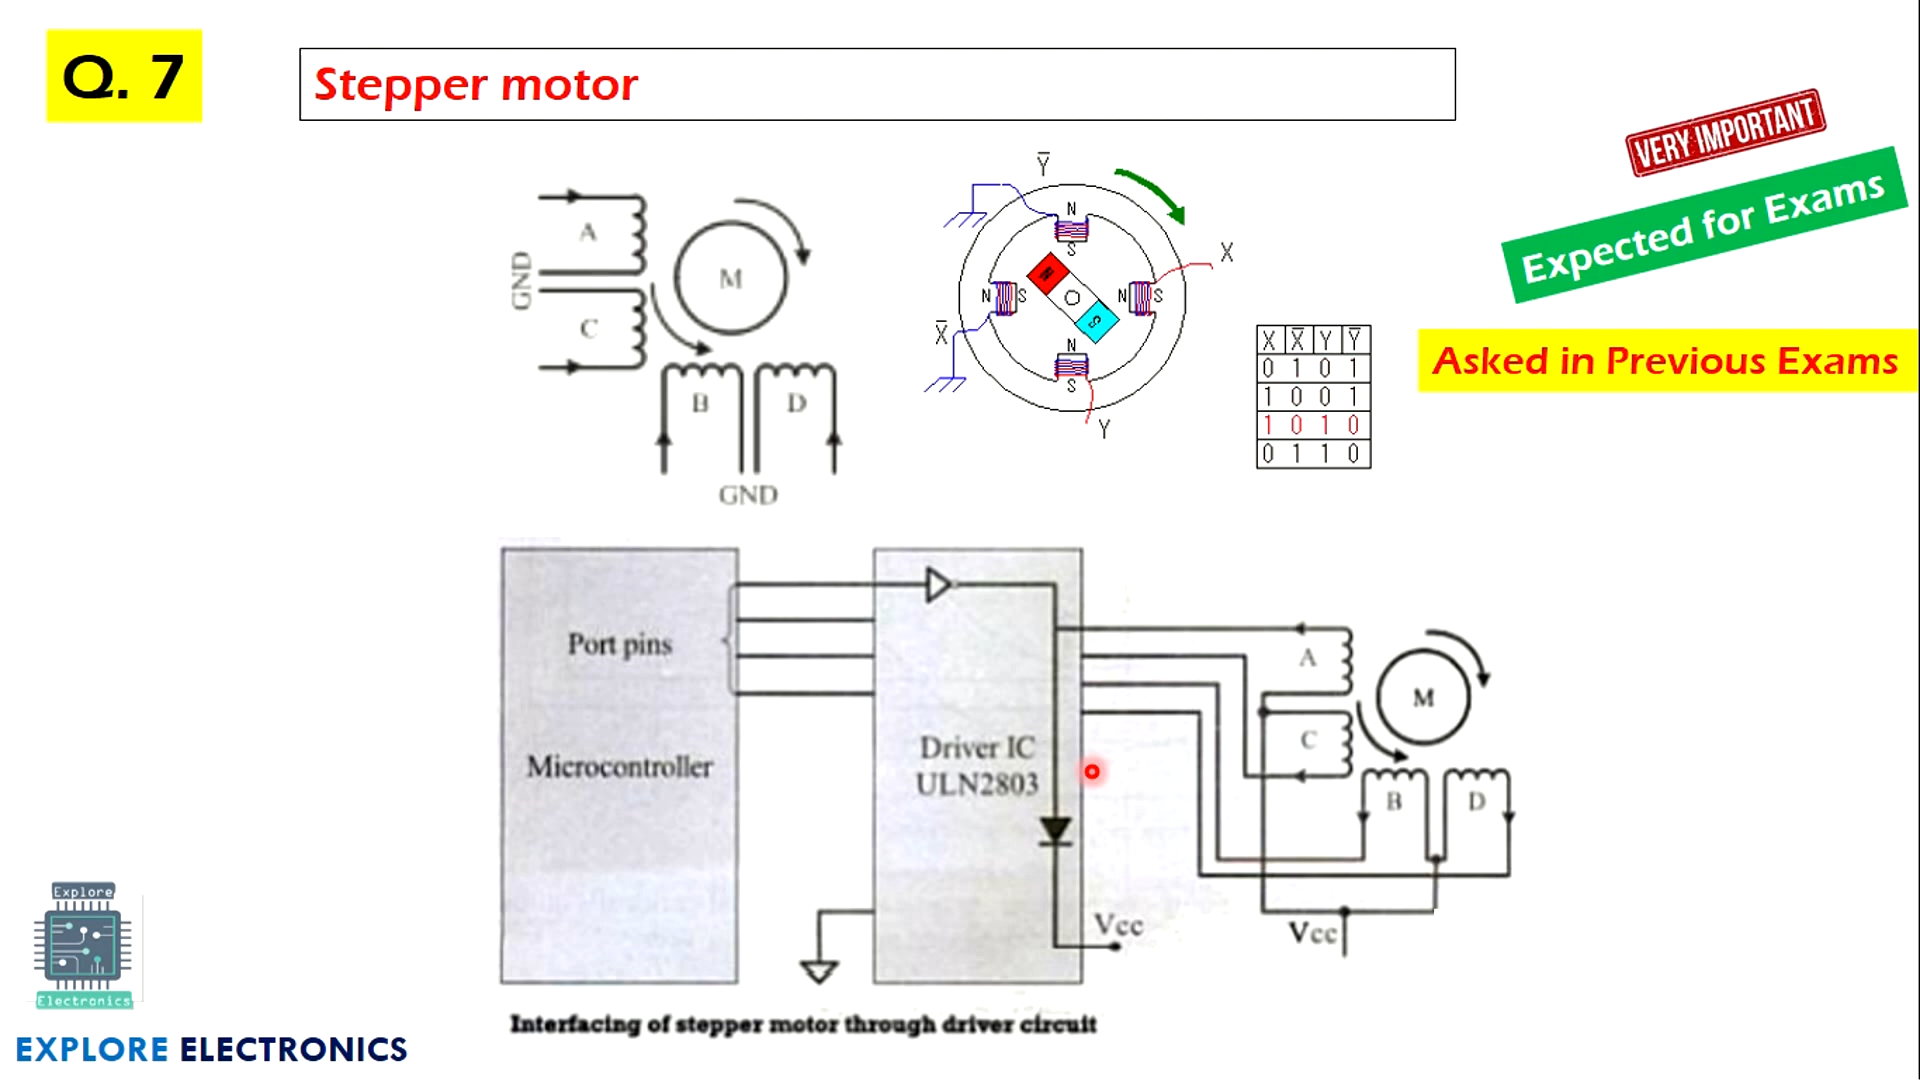 Q. 7
Stepper motor
VERY IMPORTANT
Expected for Exams
Asked in Previous Exams
A
GND
C
M
B
D
GND
Y̅
N
S
X
N
S
N
S
O
S
X̅
N
S
Y
X X̅ Y Y̅
0 1 0 1
1 0 0 1
1 0 1 0
0 1 1 0
Port pins
Microcontroller
Driver IC
ULN2803
Vcc
A
C
M
B
D
Vcc
Interfacing of stepper motor through driver circuit
Explore
Electronics
EXPLORE ELECTRONICS